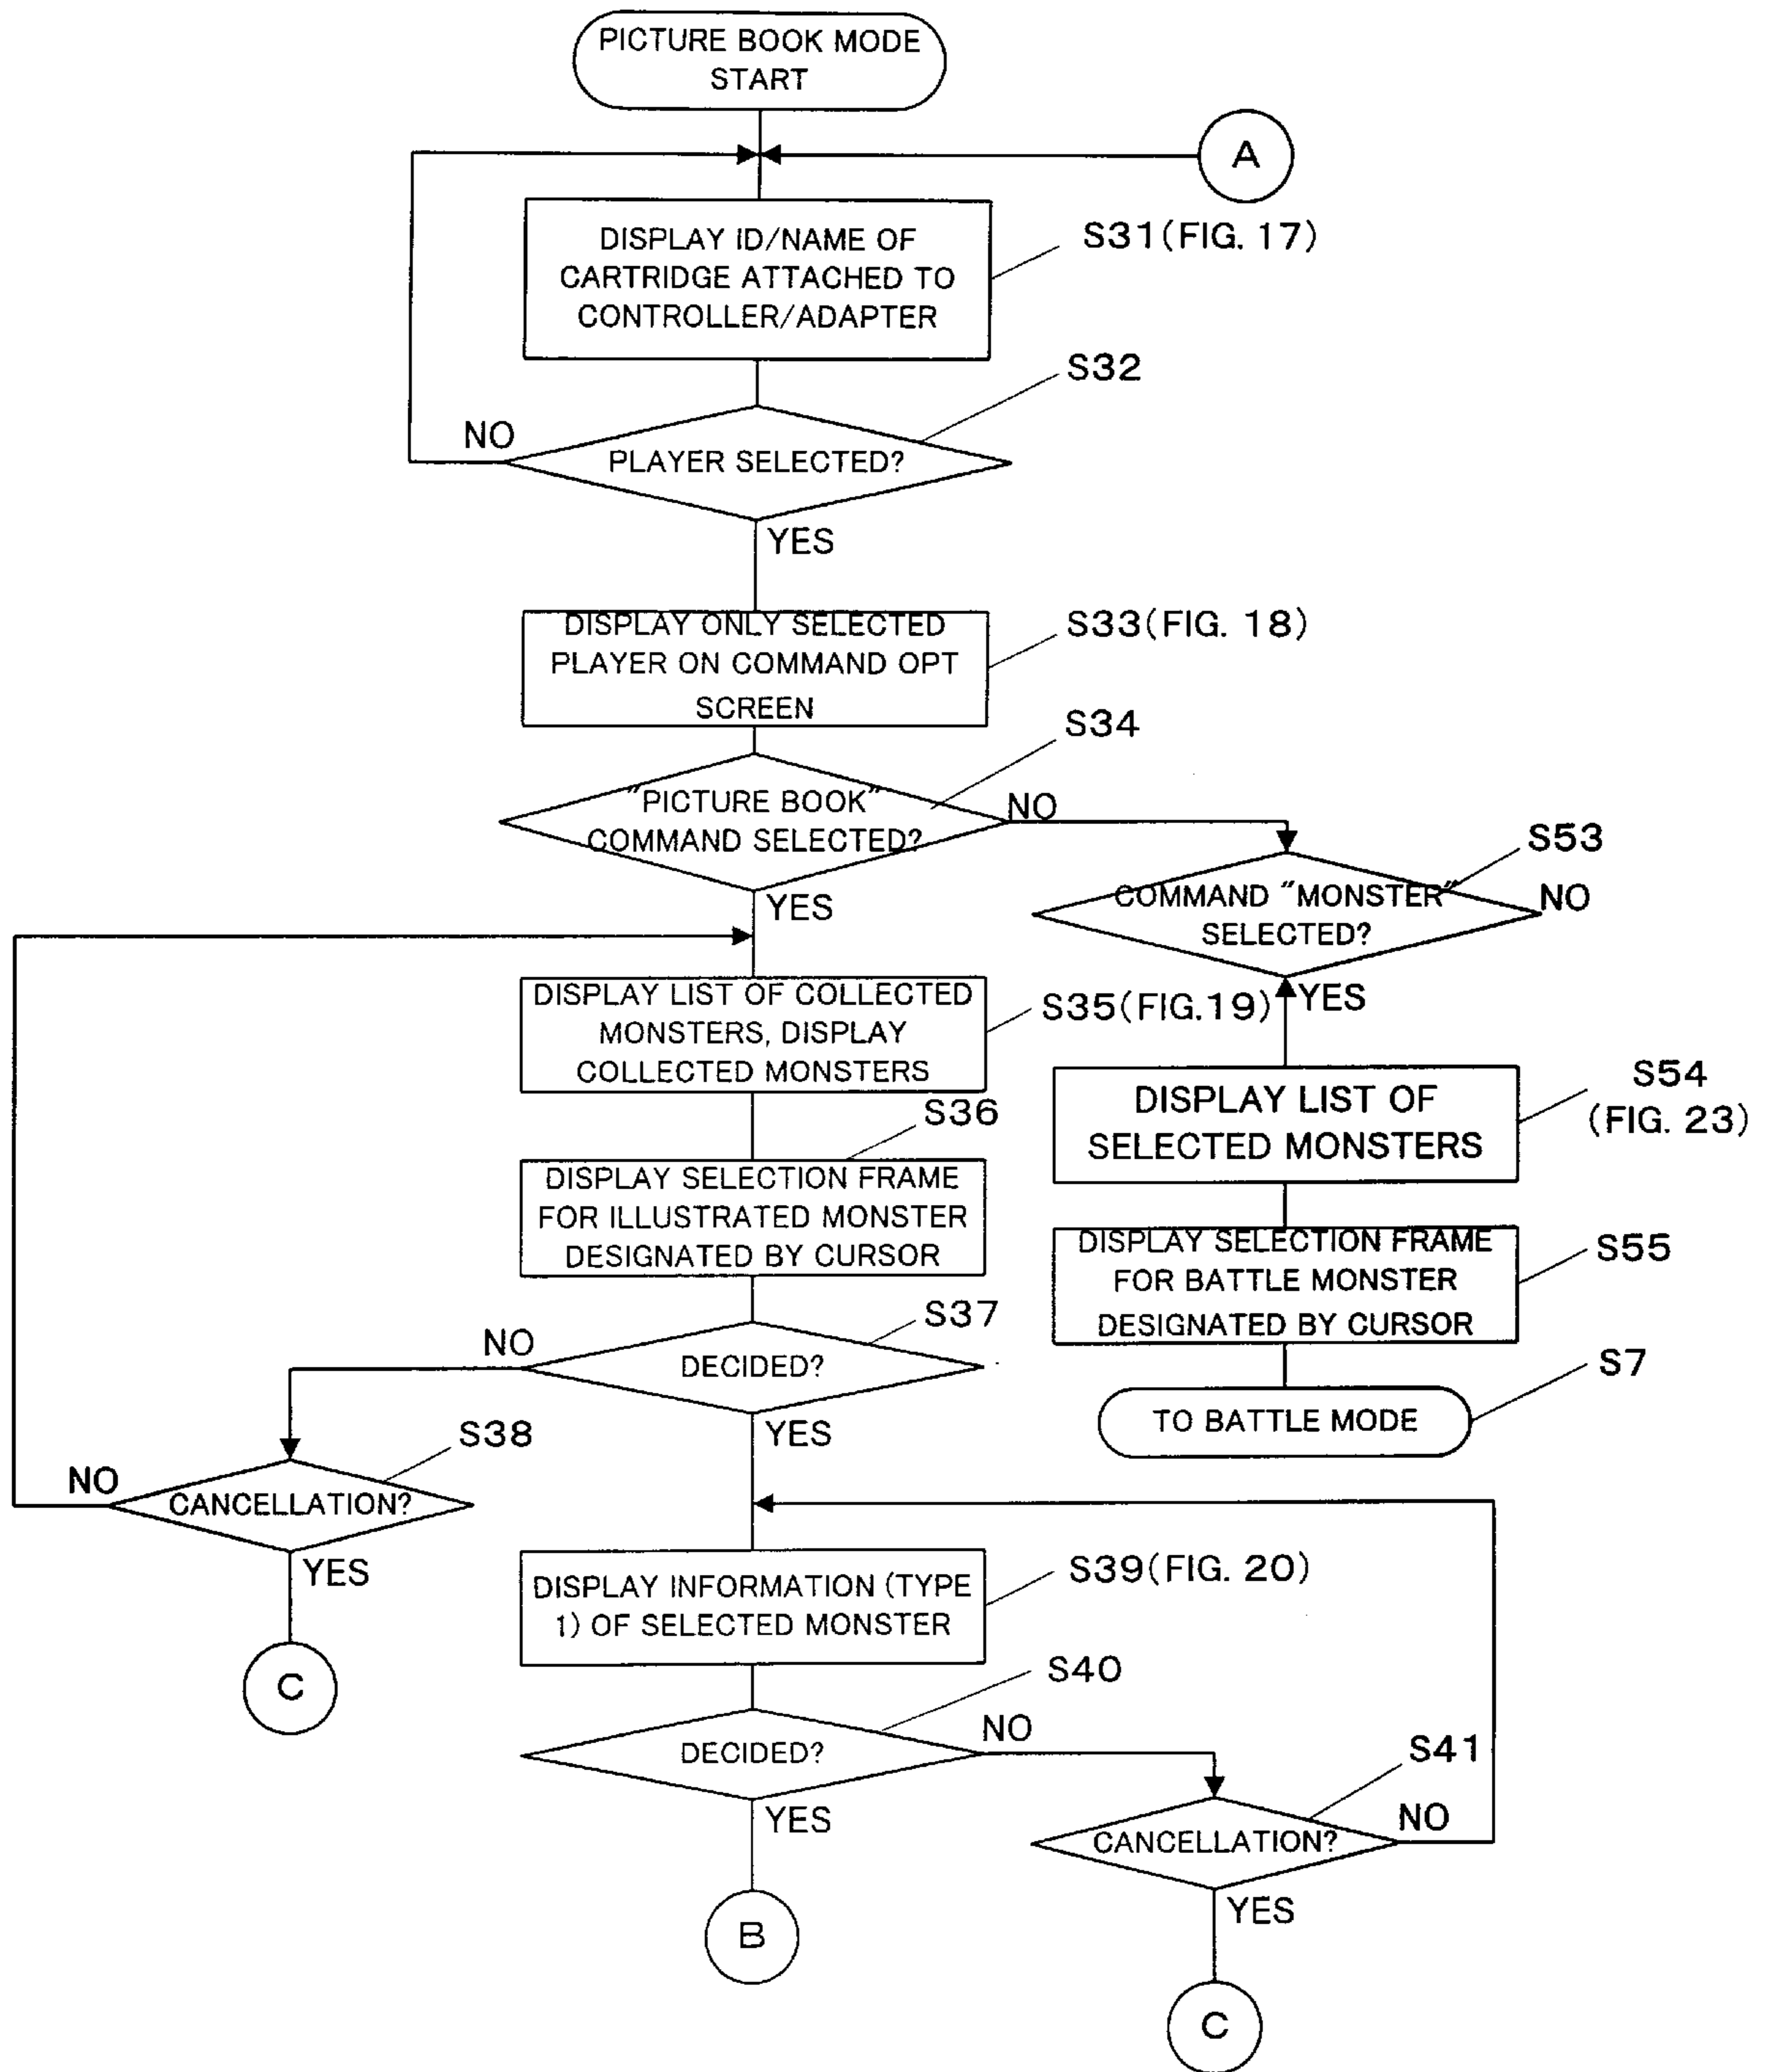 PICTURE BOOK MODE
START
A
DISPLAY ID/NAME OF
CARTRIDGE ATTACHED TO
CONTROLLER/ADAPTER
S31(FIG. 17)
S32
NO
PLAYER SELECTED?
YES
DISPLAY ONLY SELECTED
PLAYER ON COMMAND OPT
SCREEN
S33(FIG. 18)
S34
"PICTURE BOOK"
COMMAND SELECTED?
NO
YES
S53
COMMAND "MONSTER"
SELECTED?
NO
YES
DISPLAY LIST OF COLLECTED
MONSTERS, DISPLAY
COLLECTED MONSTERS
S35(FIG.19)
DISPLAY LIST OF
SELECTED MONSTERS
S54
(FIG. 23)
S36
DISPLAY SELECTION FRAME
FOR ILLUSTRATED MONSTER
DESIGNATED BY CURSOR
DISPLAY SELECTION FRAME
FOR BATTLE MONSTER
DESIGNATED BY CURSOR
S55
S37
NO
DECIDED?
YES
S7
TO BATTLE MODE
S38
NO
CANCELLATION?
YES
C
DISPLAY INFORMATION (TYPE
1) OF SELECTED MONSTER
S39(FIG. 20)
S40
DECIDED?
NO
YES
S41
CANCELLATION?
NO
YES
B
C